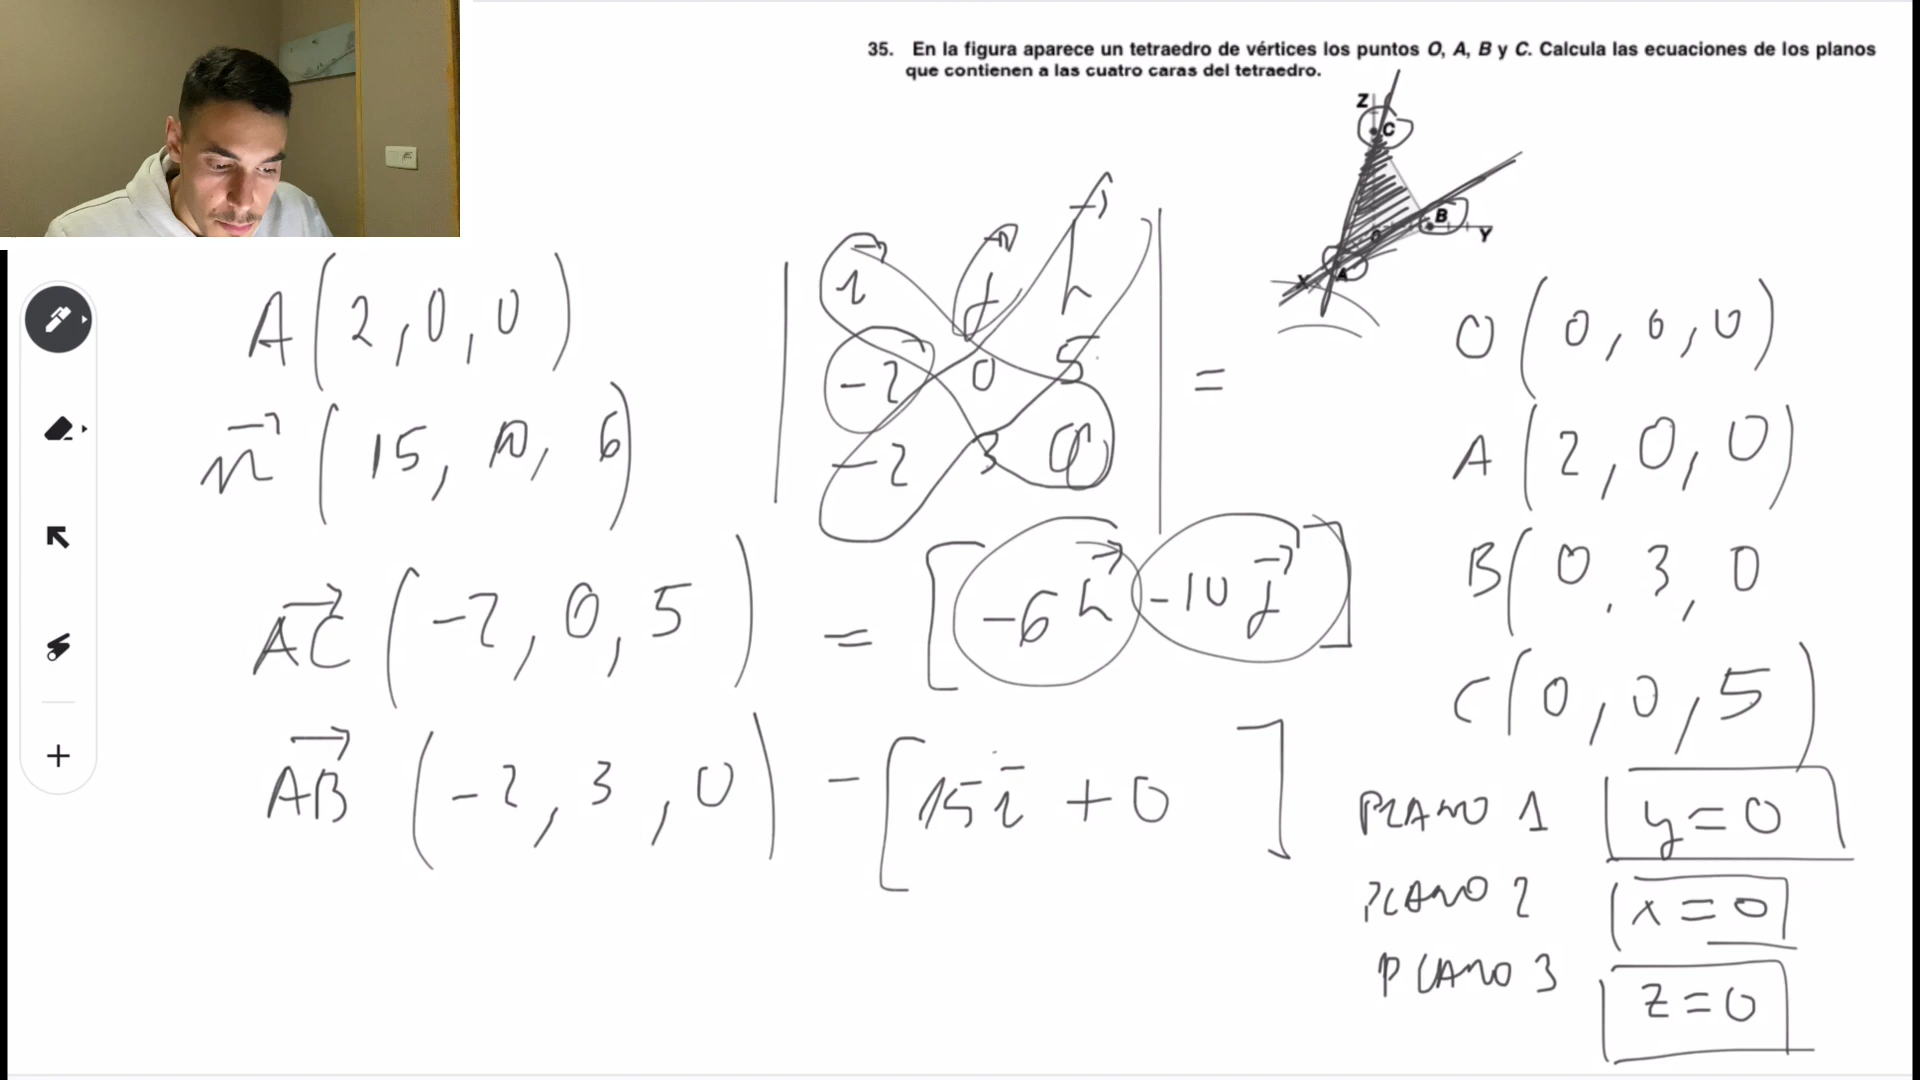 35. En la figura aparece un tetraedro de vértices los puntos O, A, B y C. Calcula las ecuaciones de los planos
que contienen a las cuatro caras del tetraedro.
Z
C
B
Y
X
A
A(2,0,0)
n(15, 10, 6)
AC(-2,0,5)
AB(-2,3,0)
i j k
-2 0 5 =
-2 3 0
= [-6k -10j]
- [15i + 0 ]
O(0,0,0)
A(2,0,0)
B(0.3,0
C(0,0,5)
PLANO 1 y=0
PLANO 2 x=0
PLANO 3 z=0
+